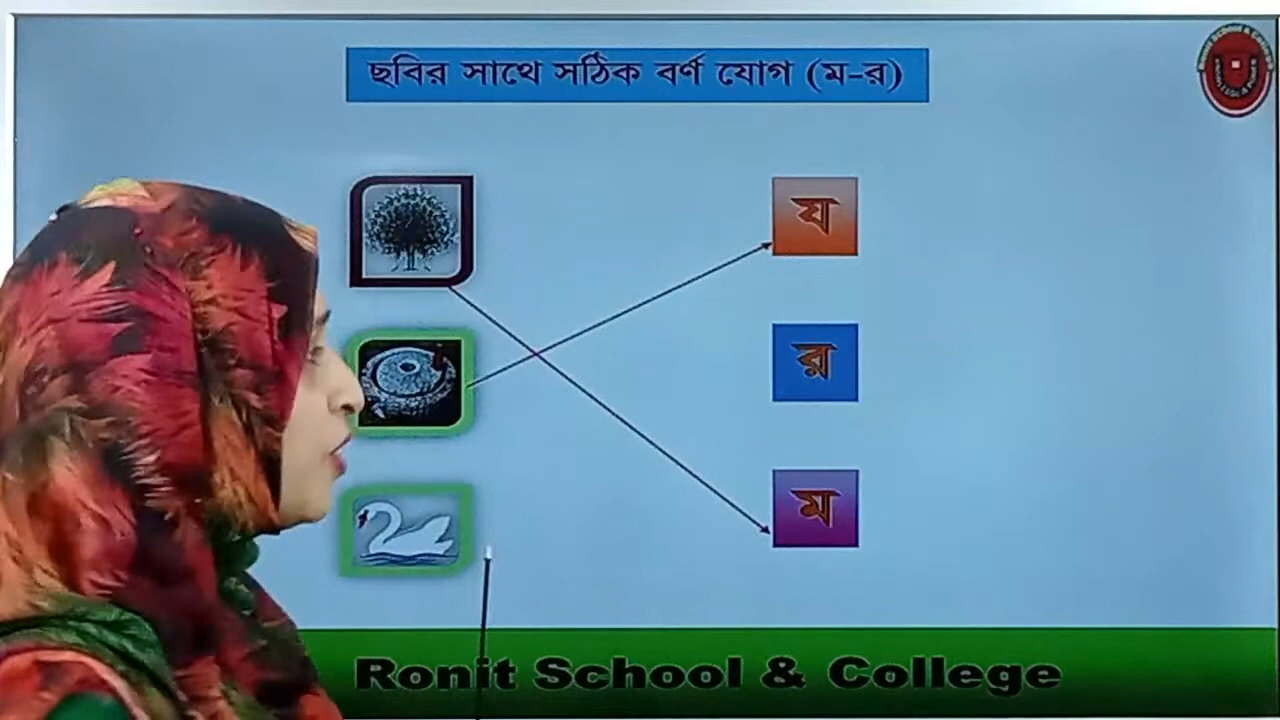 ছবির সাথে সঠিক বর্ণ যোগ (ম-র)
য
র
ম
Ronit School & College